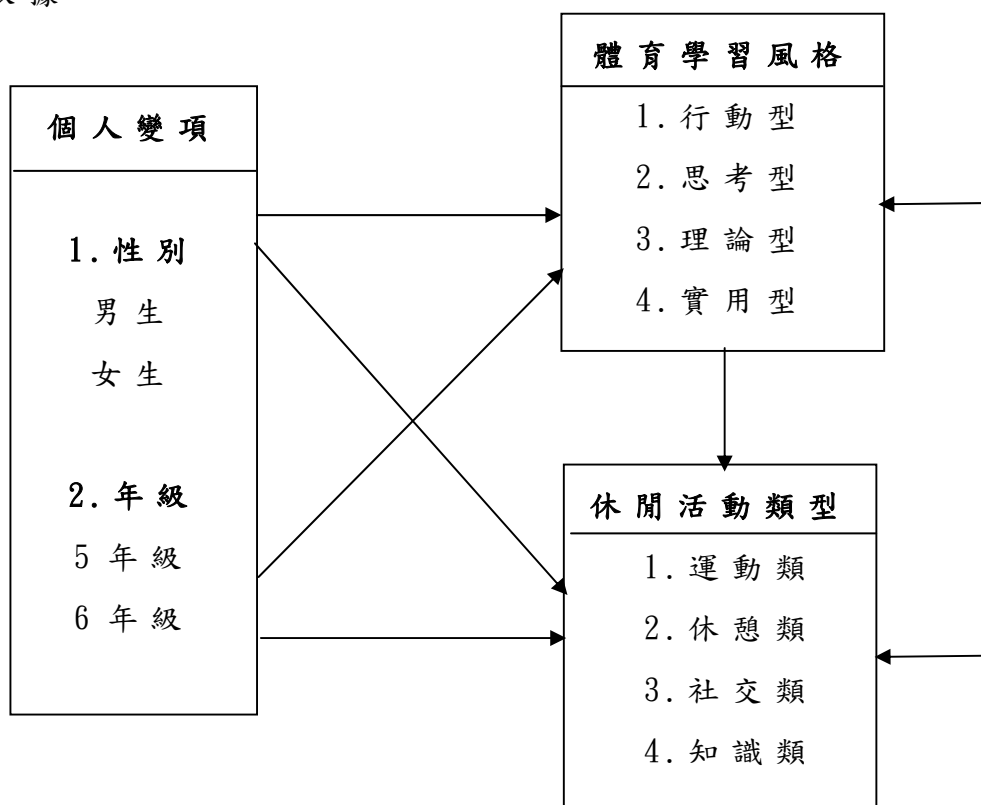 個人變項
1.性別
男生
女生
2.年級
5 年級
6 年級
體育學習風格
1.行動型
2.思考型
3.理論型
4.實用型
休閒活動類型
1.運動類
2.休憩類
3.社交類
4.知識類